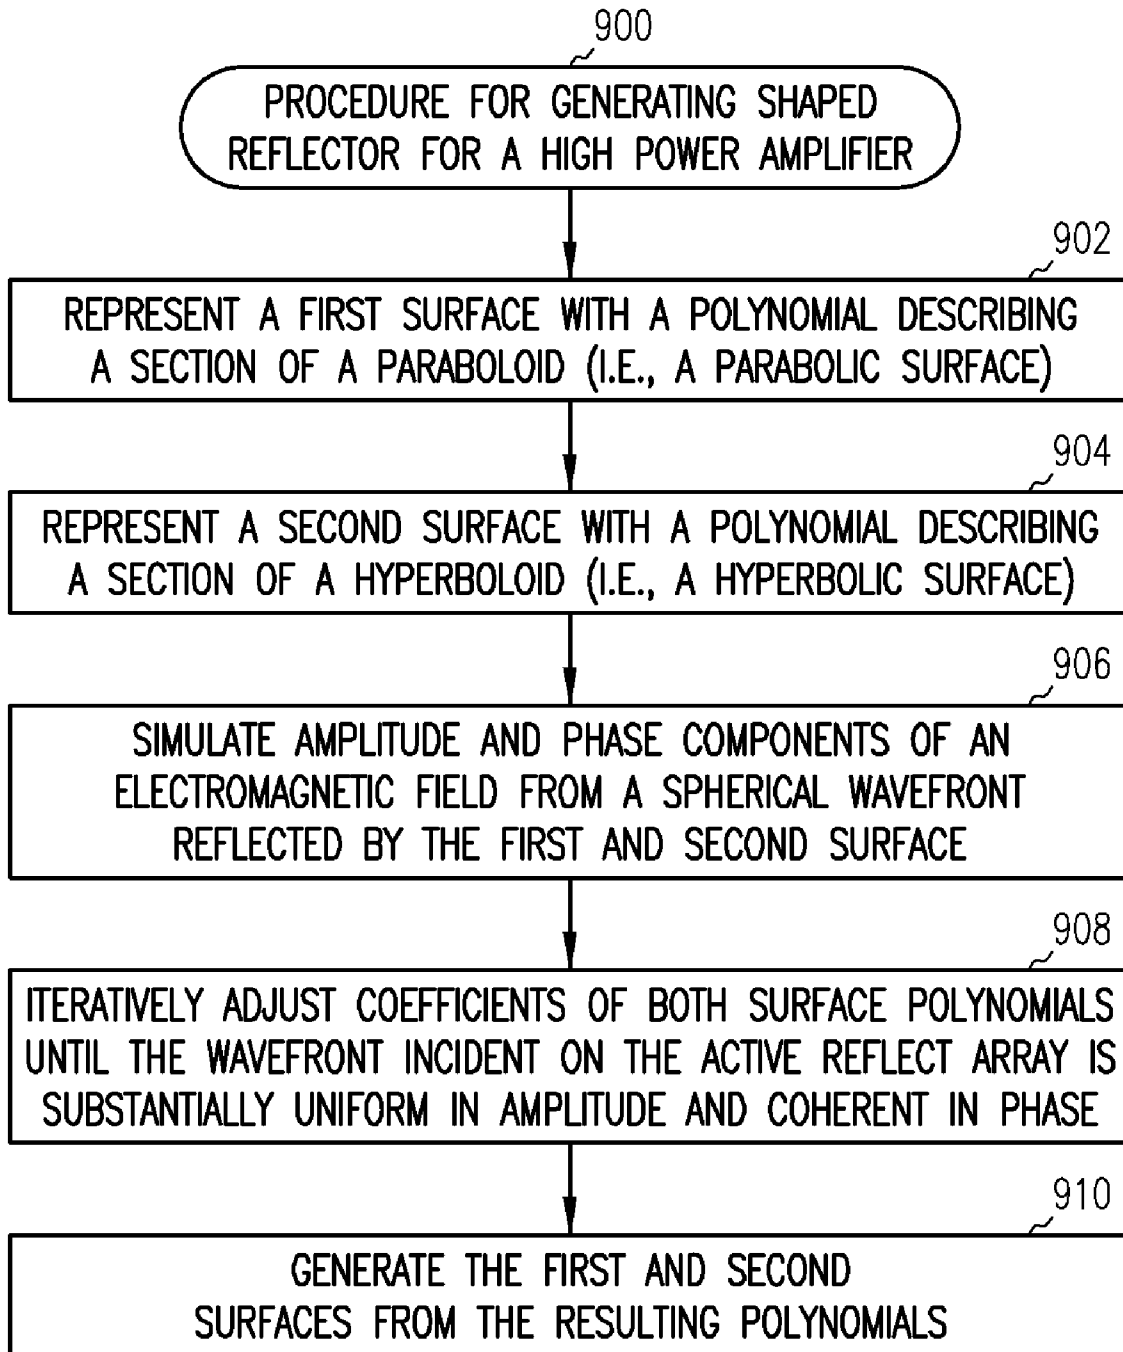 900
PROCEDURE FOR GENERATING SHAPED
REFLECTOR FOR A HIGH POWER AMPLIFIER
902
REPRESENT A FIRST SURFACE WITH A POLYNOMIAL DESCRIBING
A SECTION OF A PARABOLOID (I.E., A PARABOLIC SURFACE)
904
REPRESENT A SECOND SURFACE WITH A POLYNOMIAL DESCRIBING
A SECTION OF A HYPERBOLOID (I.E., A HYPERBOLIC SURFACE)
906
SIMULATE AMPLITUDE AND PHASE COMPONENTS OF AN
ELECTROMAGNETIC FIELD FROM A SPHERICAL WAVEFRONT
REFLECTED BY THE FIRST AND SECOND SURFACE
908
ITERATIVELY ADJUST COEFFICIENTS OF BOTH SURFACE POLYNOMIALS
UNTIL THE WAVEFRONT INCIDENT ON THE ACTIVE REFLECT ARRAY IS
SUBSTANTIALLY UNIFORM IN AMPLITUDE AND COHERENT IN PHASE
910
GENERATE THE FIRST AND SECOND
SURFACES FROM THE RESULTING POLYNOMIALS